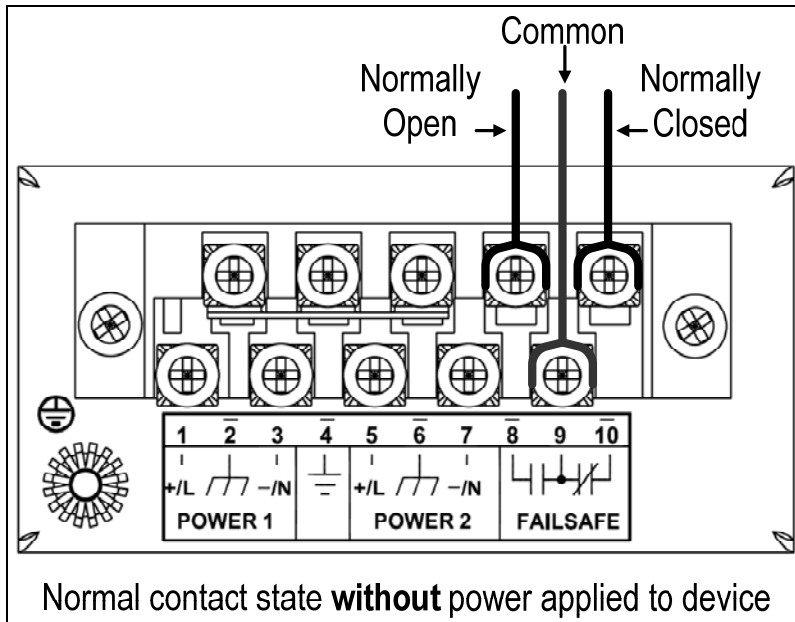 Common
Normally Normally
Open Closed
1 2 3 4 5 6 7 8 9 10
+/L −/N +/L −/N
POWER 1 POWER 2 FAILSAFE
Normal contact state without power applied to device